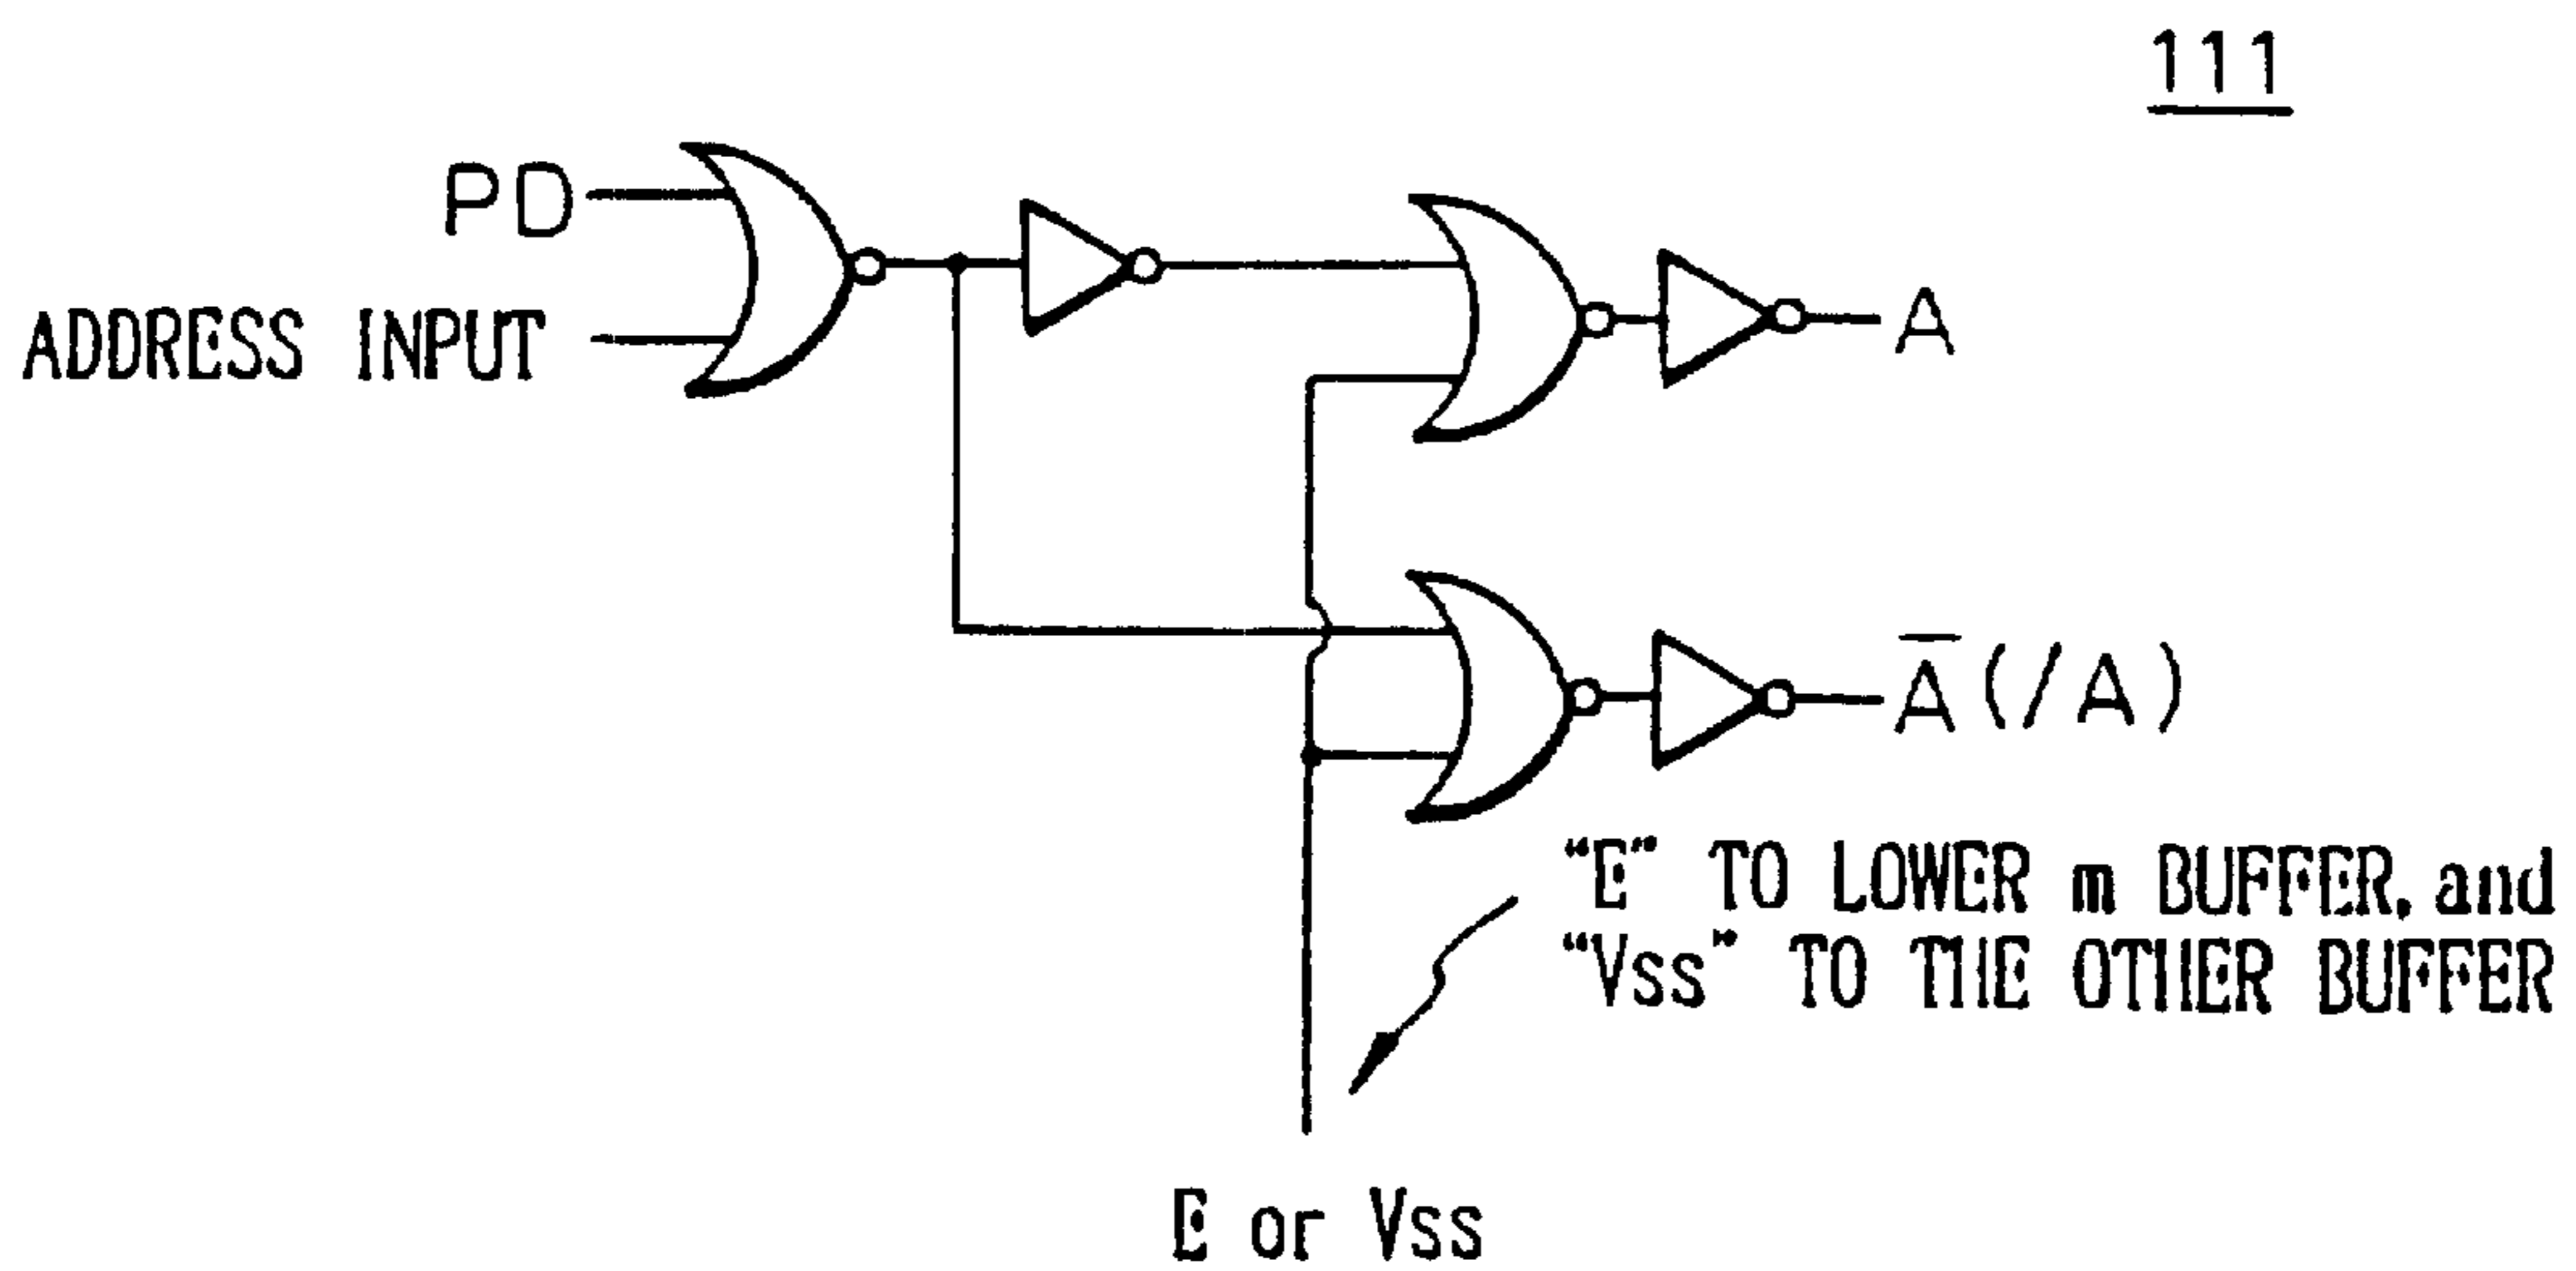 111
PD
ADDRESS INPUT
A
A̅(/A)
"E" TO LOWER m BUFFER, and
"Vss" TO THE OTHER BUFFER
E or Vss